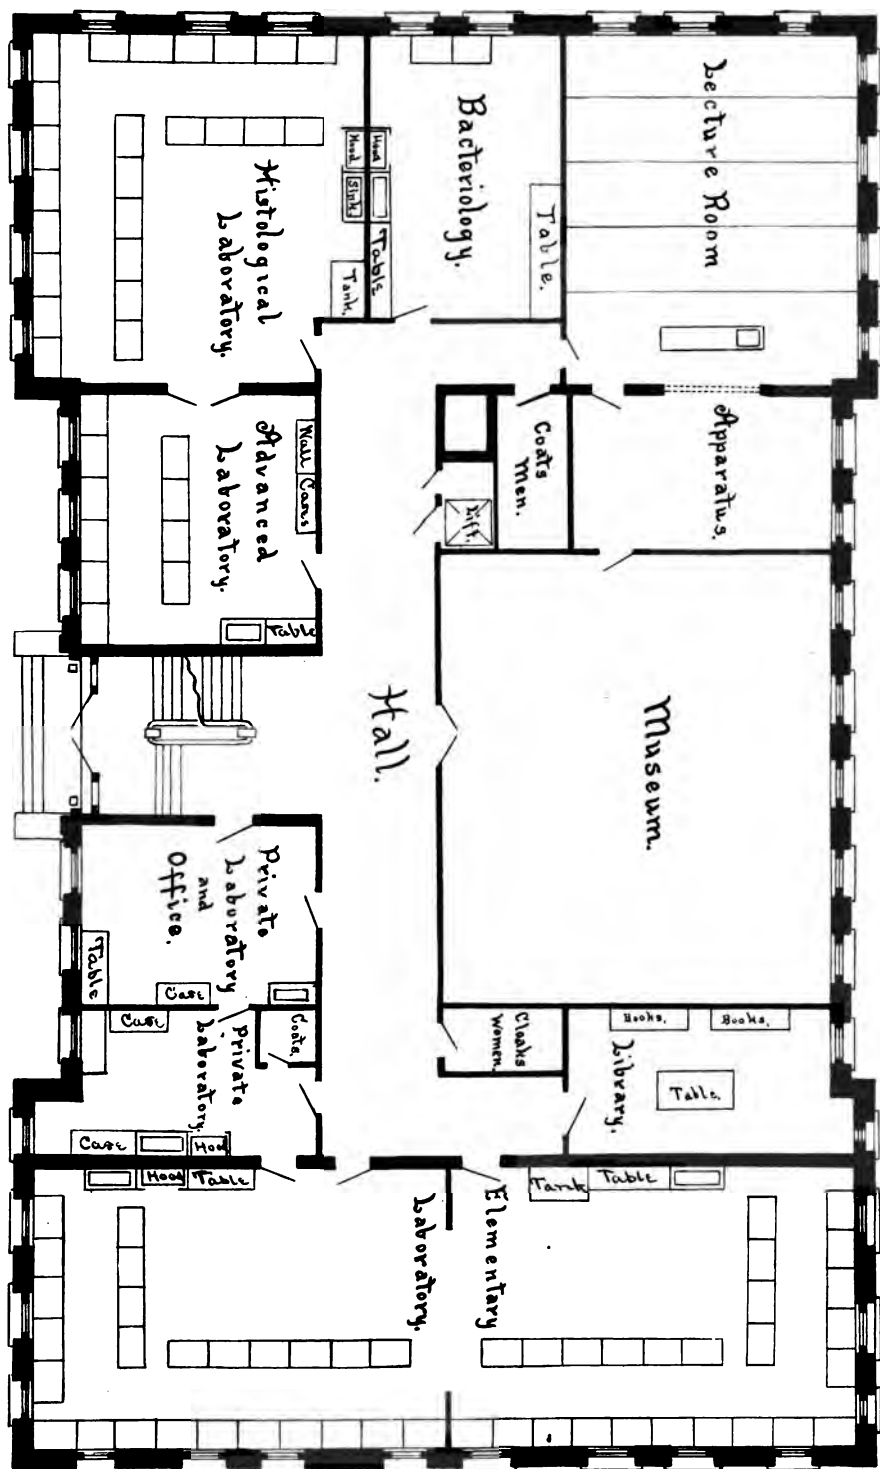 Lecture Room
Bacteoriology.
Table.
Hood
Table
Hood
Sink.
Tank.
Histological
Laboratory.
Apparatus.
Coats
Men.
Lift.
Wall Cases
Advanced
Laboratory.
Table
Museum.
Hall.
Private
Laboratory
and
Office.
Table
Case
Books.
Books.
Table.
Library.
Cloaks
Women.
Coats.
Private
Laboratory.
Case
Case
Hood
Hood
Table
Tank
Table
Elementary
Laboratory.